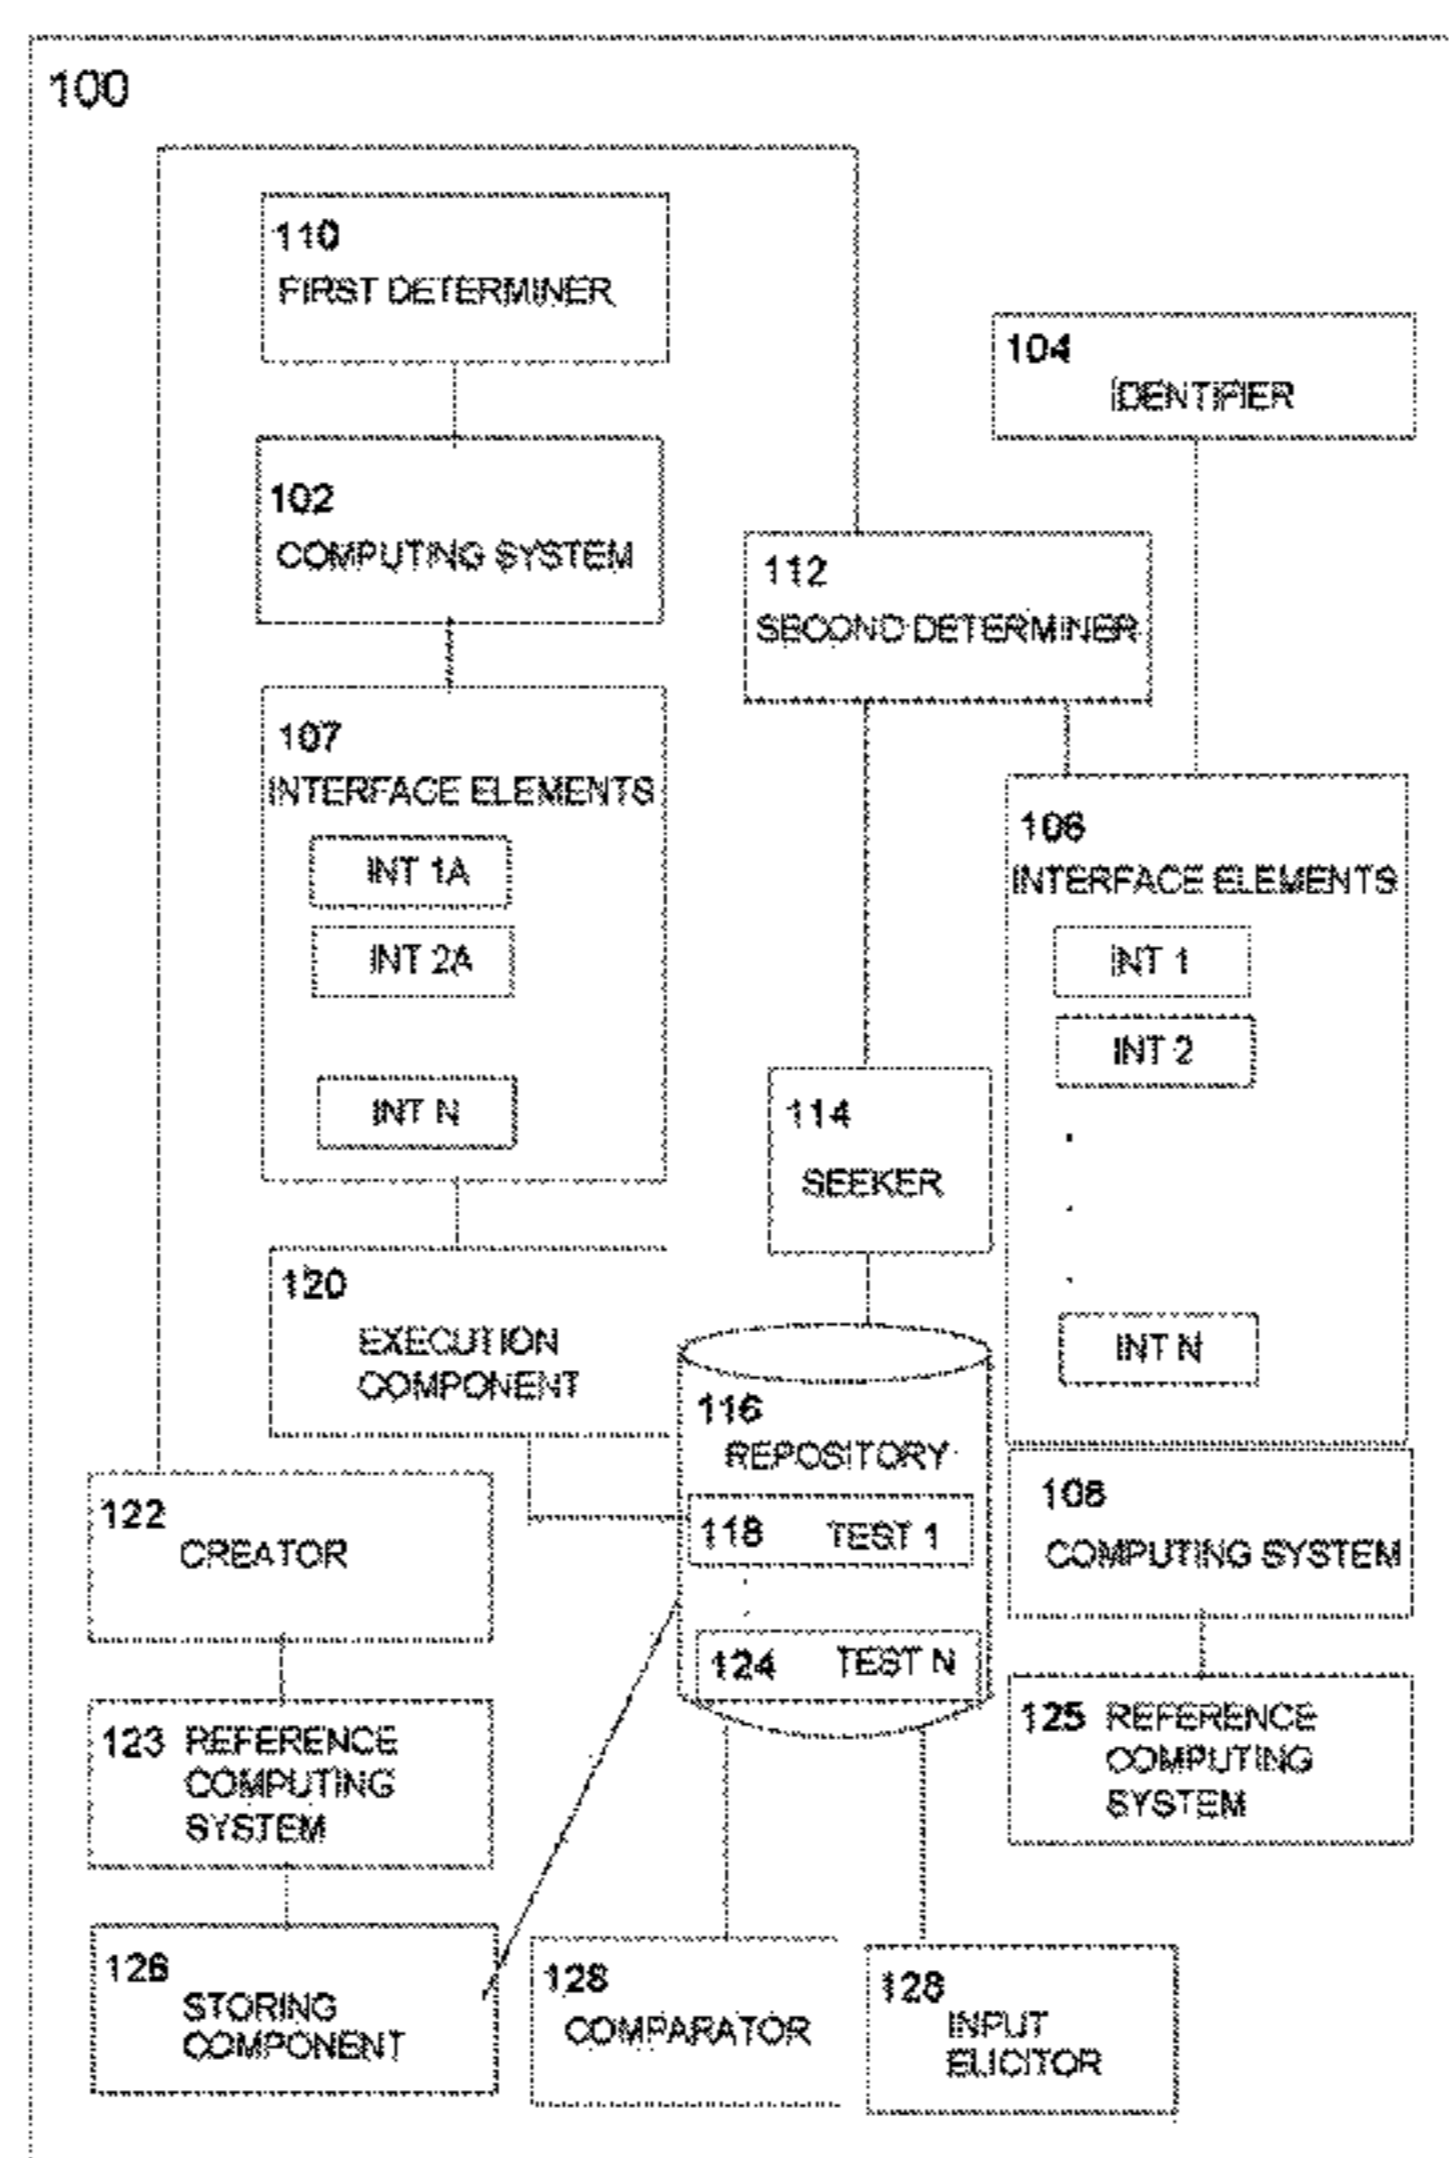 100
110
FIRST DETERMINER
104
IDENTIFIER
102
COMPUTING SYSTEM
112
SECOND DETERMINER
107
INTERFACE ELEMENTS
INT 1A
INT 2A
INT N
106
INTERFACE ELEMENTS
INT 1
INT 2
.
.
.
INT N
114
SEEKER
120
EXECUTION
COMPONENT
116
REPOSITORY
118 TEST 1
.
.
124 TEST N
108
COMPUTING SYSTEM
122
CREATOR
123 REFERENCE
COMPUTING
SYSTEM
125 REFERENCE
COMPUTING
SYSTEM
126
STORING
COMPONENT
128
COMPARATOR
128
INPUT
ELICITOR